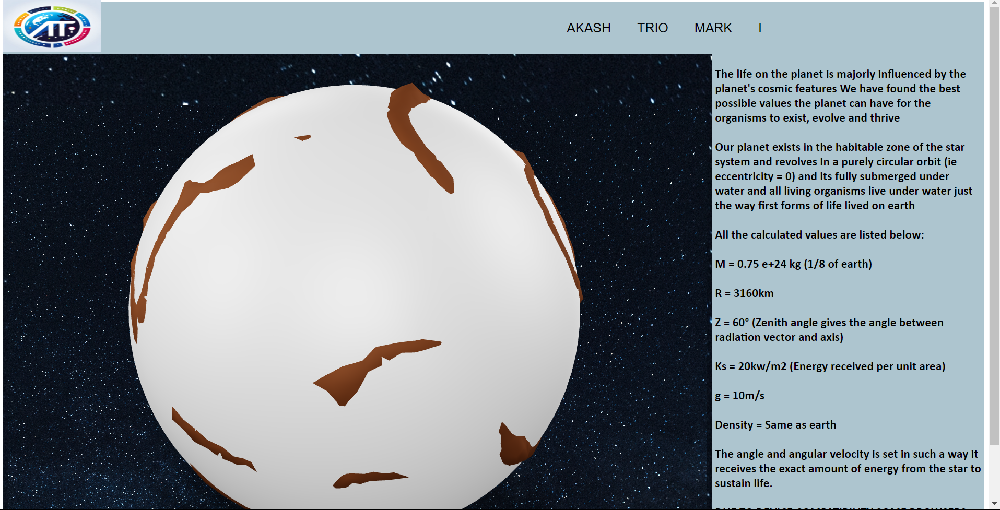 AKASH TRIO MARK I
The life on the planet is majorly influenced by the
planet's cosmic features We have found the best
possible values the planet can have for the
organisms to exist, evolve and thrive
Our planet exists in the habitable zone of the star
system and revolves In a purely circular orbit (ie
eccentricity = 0) and its fully submerged under
water and all living organisms live under water just
the way first forms of life lived on earth
All the calculated values are listed below:
M = 0.75 e+24 kg (1/8 of earth)
R = 3160km
Z = 60° (Zenith angle gives the angle between
radiation vector and axis)
Ks = 20kw/m2 (Energy received per unit area)
g = 10m/s
Density = Same as earth
The angle and angular velocity is set in such a way it
receives the exact amount of energy from the star to
sustain life.